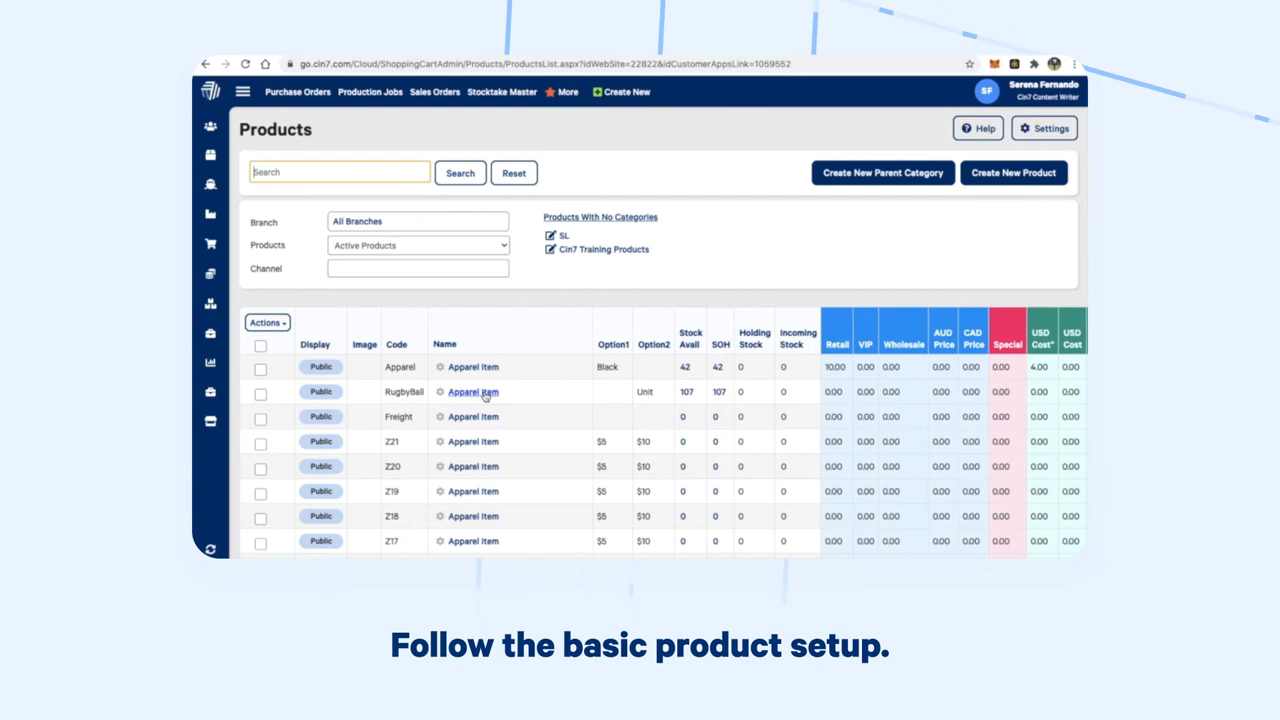 go.cin7.com/Cloud/ShoppingCartAdmin/Products/ProductsList.aspx?idWebSite=22822&idCustomerAppsLink=1059552
Purchase Orders Production Jobs Sales Orders Stocktake Master More Create New
SF Serena Fernando
Cin7 Content Writer
Products
Help Settings
Search Search Reset Create New Parent Category Create New Product
Branch All Branches
Products Active Products
Channel
Products With No Categories
SL
Cin7 Training Products
Actions
Display Image Code Name Option1 Option2 Stock Avail SOH Holding Stock Incoming Stock Retail VIP Wholesale AUD Price CAD Price Special USD Cost* USD Cost
Public Apparel Apparel Item Black 42 42 0 0 10.00 0.00 0.00 0.00 0.00 0.00 4.00 0.00
Public RugbyBall Apparel Item Unit 107 107 0 0 0.00 0.00 0.00 0.00 0.00 0.00 0.00 0.00
Public Freight Apparel Item 0 0 0 0 0.00 0.00 0.00 0.00 0.00 0.00 0.00 0.00
Public Z21 Apparel Item $5 $10 0 0 0 0 0.00 0.00 0.00 0.00 0.00 0.00 0.00 0.00
Public Z20 Apparel Item $5 $10 0 0 0 0 0.00 0.00 0.00 0.00 0.00 0.00 0.00 0.00
Public Z19 Apparel Item $5 $10 0 0 0 0 0.00 0.00 0.00 0.00 0.00 0.00 0.00 0.00
Public Z18 Apparel Item $5 $10 0 0 0 0 0.00 0.00 0.00 0.00 0.00 0.00 0.00 0.00
Public Z17 Apparel Item $5 $10 0 0 0 0 0.00 0.00 0.00 0.00 0.00 0.00 0.00 0.00
Follow the basic product setup.